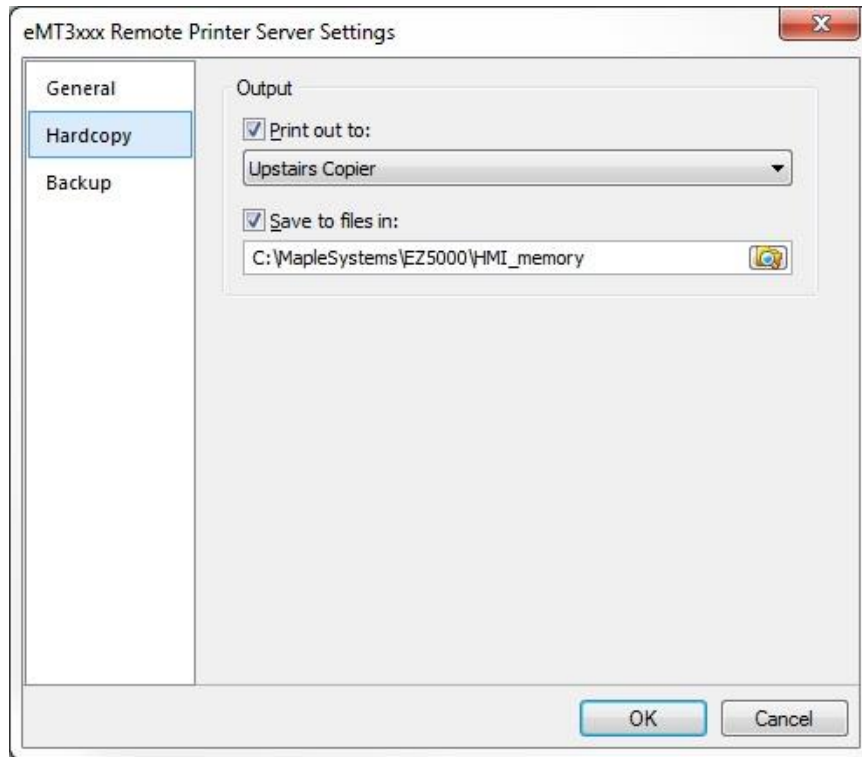 eMT3xxx Remote Printer Server Settings
General
Hardcopy
Backup
Output
Print out to:
Upstairs Copier
Save to files in:
C:\MapleSystems\EZ5000\HMI_memory
OK
Cancel